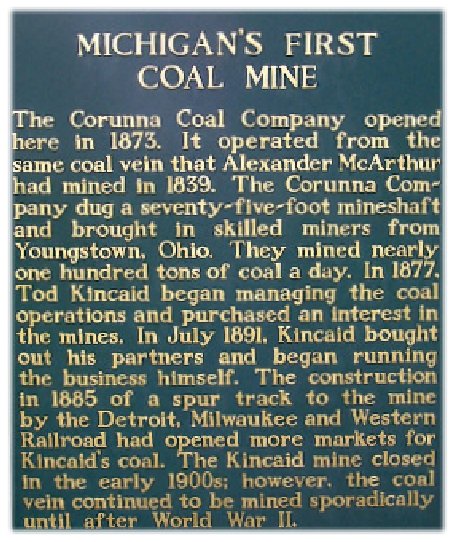 MICHIGAN'S FIRST
COAL MINE
The Corunna Coal Company opened
here in 1873. It operated from the
same coal vein that Alexander McArthur
had mined in 1839. The Corunna Com-
pany dug a seventy-five-foot mineshaft
and brought in skilled miners from
Youngstown, Ohio. They mined nearly
one hundred tons of coal a day. In 1877,
Tod Kincaid began managing the coal
operations and purchased an interest in
the mines. In July 1891, Kincaid bought
out his partners and began running
the business himself. The construction
in 1885 of a spur track to the mine
by the Detroit, Milwaukee and Western
Railroad had opened more markets for
Kincaid's coal. The Kincaid mine closed
in the early 1900s; however, the coal
vein continued to be mined sporadically
until after World War II.